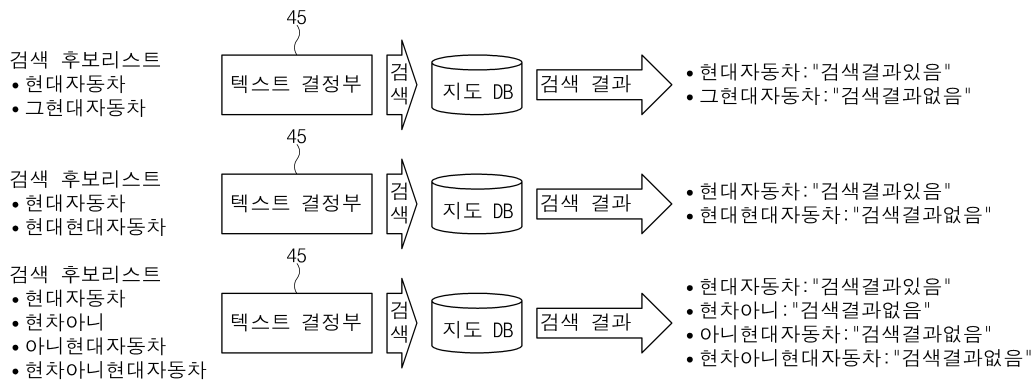 45
검색 후보리스트
• 현대자동차
• 그현대자동차
텍스트 결정부
검색
지도 DB
검색 결과
• 현대자동차:"검색결과있음"
• 그현대자동차:"검색결과없음"
45
검색 후보리스트
• 현대자동차
• 현대현대자동차
텍스트 결정부
검색
지도 DB
검색 결과
• 현대자동차:"검색결과있음"
• 현대현대자동차:"검색결과없음"
45
검색 후보리스트
• 현대자동차
• 현차아니
• 아니현대자동차
• 현차아니현대자동차
텍스트 결정부
검색
지도 DB
검색 결과
• 현대자동차:"검색결과있음"
• 현차아니:"검색결과없음"
• 아니현대자동차:"검색결과없음"
• 현차아니현대자동차:"검색결과없음"